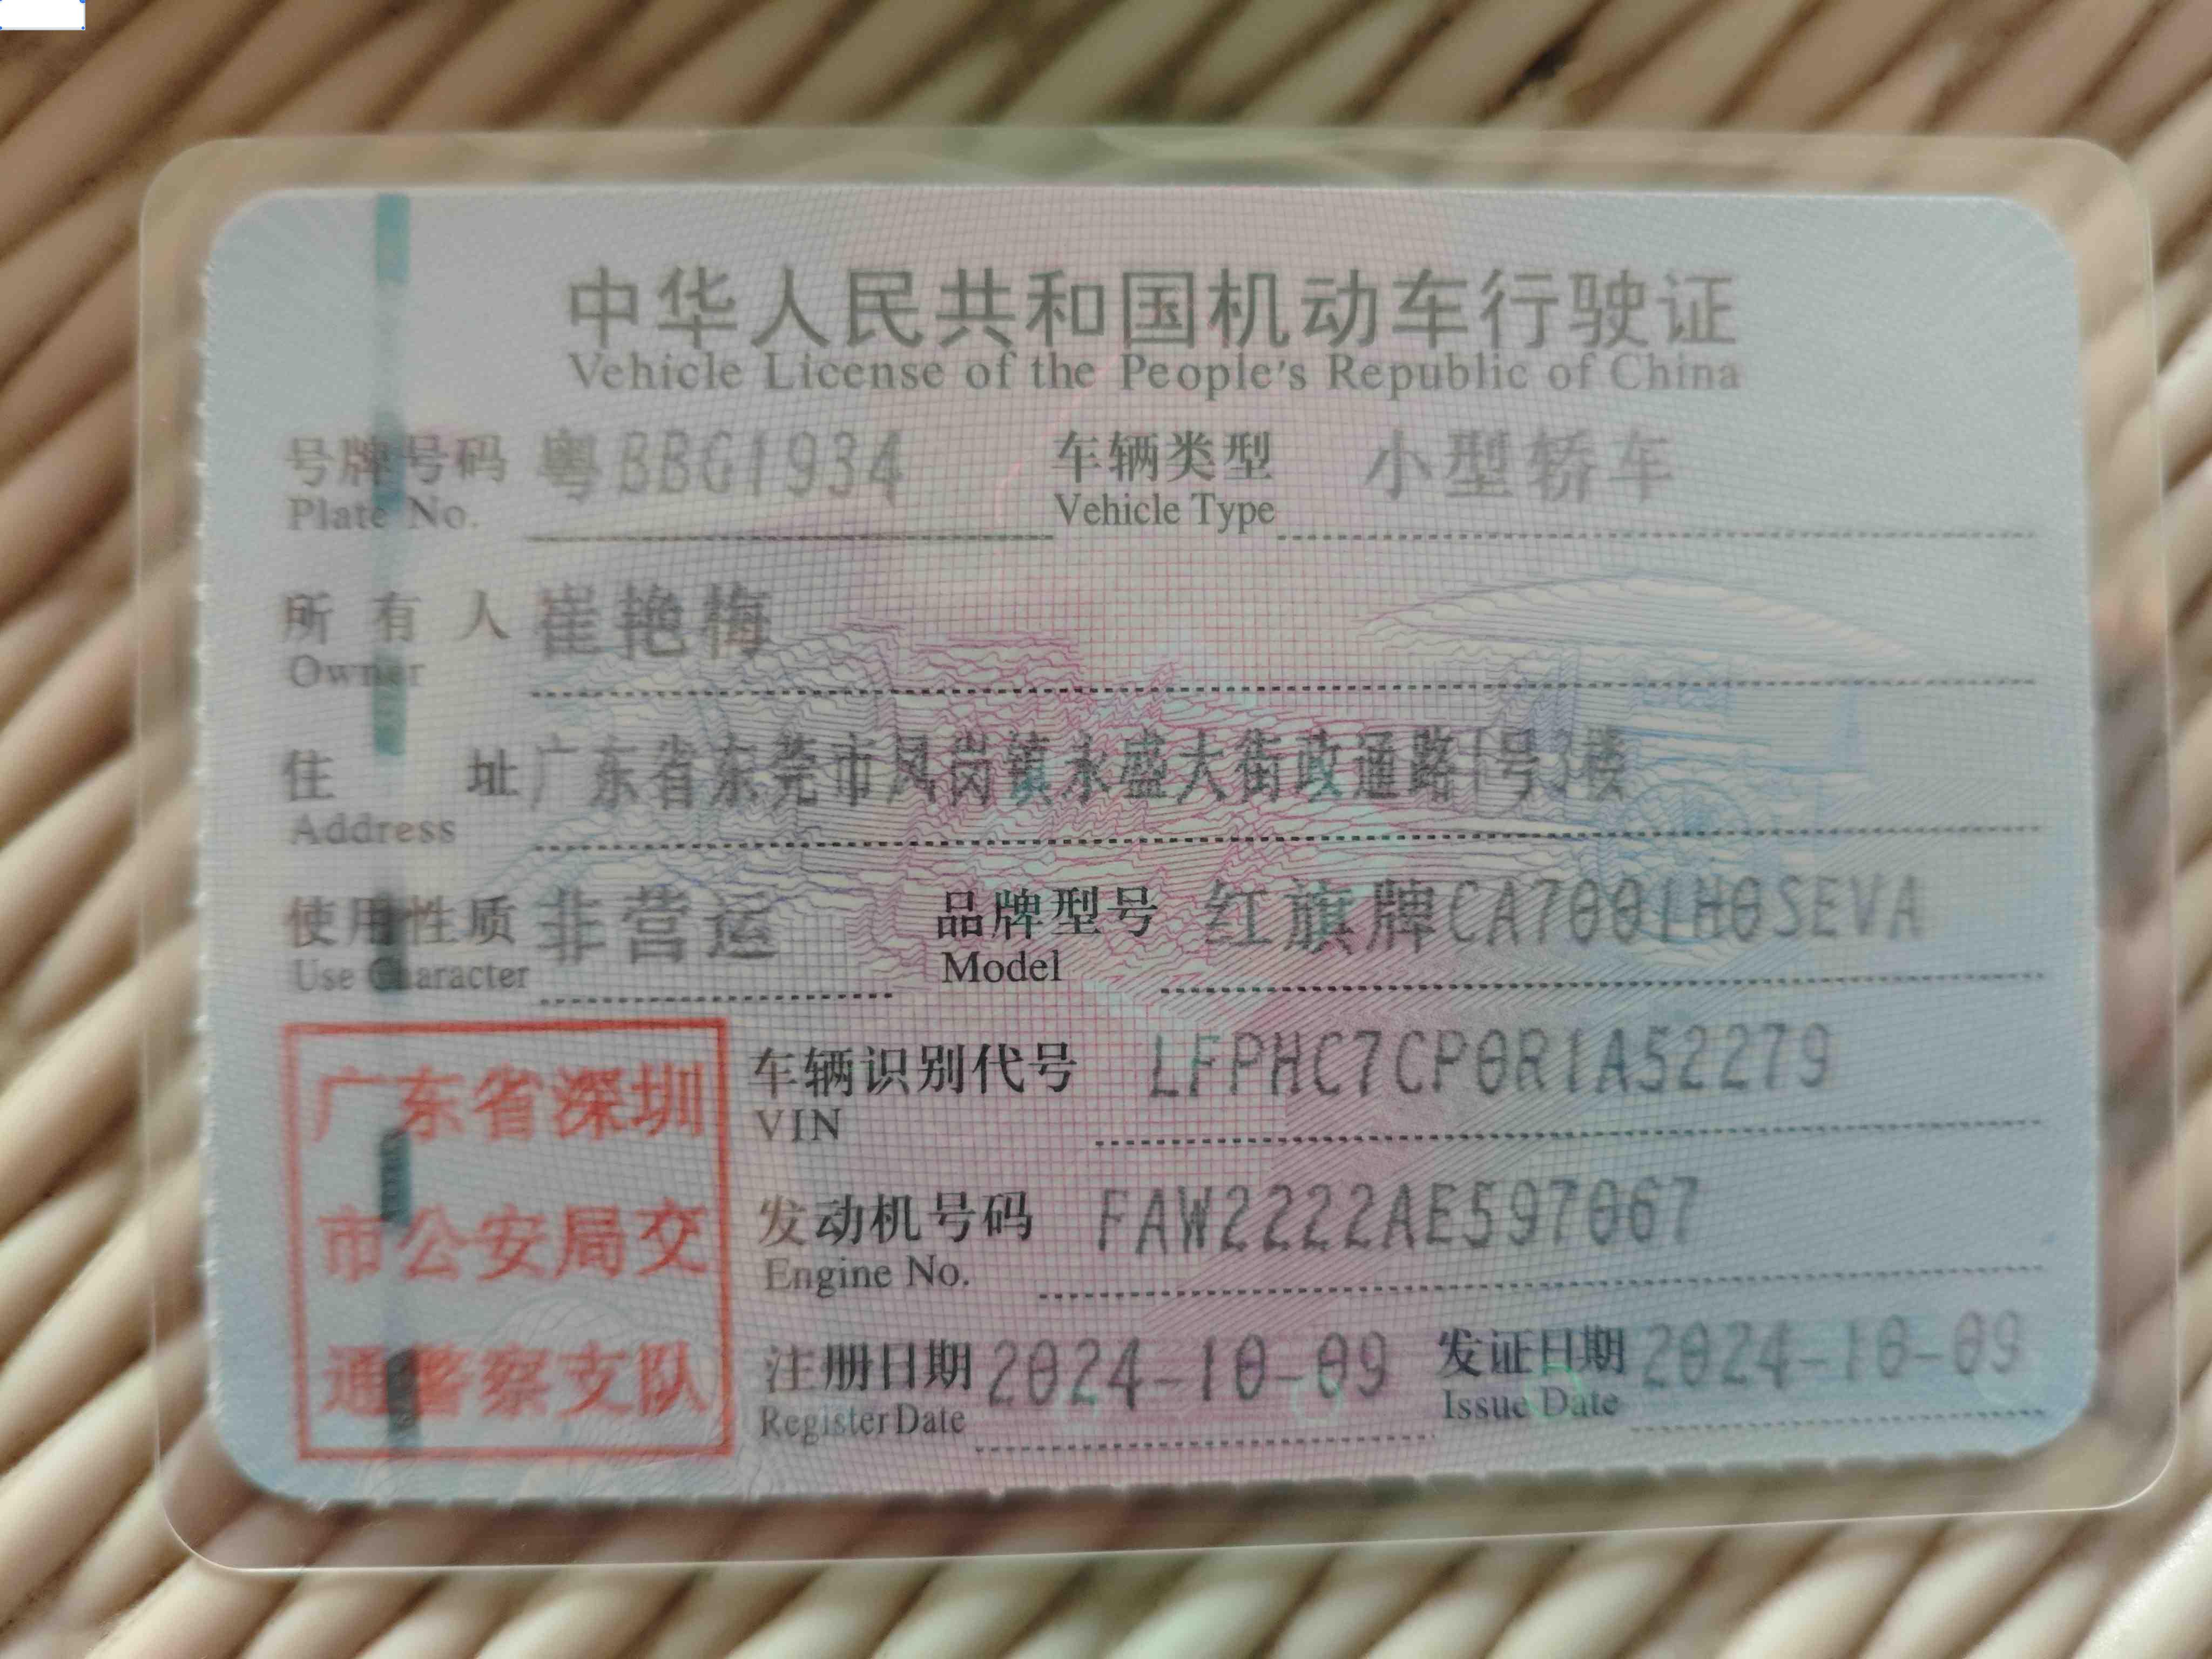 中华人民共和国机动车行驶证
Vehicle License of the People's Republic of China
号牌号码 粤BBG1934 车辆类型 小型轿车
Plate No. Vehicle Type
所有人 崔艳梅
Owner
住址 广东省东莞市凤岗镇永盛大街政通路1号3楼
Address
使用性质 非营运 品牌型号 红旗牌CA7001H0SEVA
Use Character Model
广东省深圳
市公安局交
通警察支队
车辆识别代号 LFPHC7CP0R1A52279
VIN
发动机号码 FAW2222AE597067
Engine No.
注册日期 2024-10-09 发证日期 2024-10-09
Register Date Issue Date